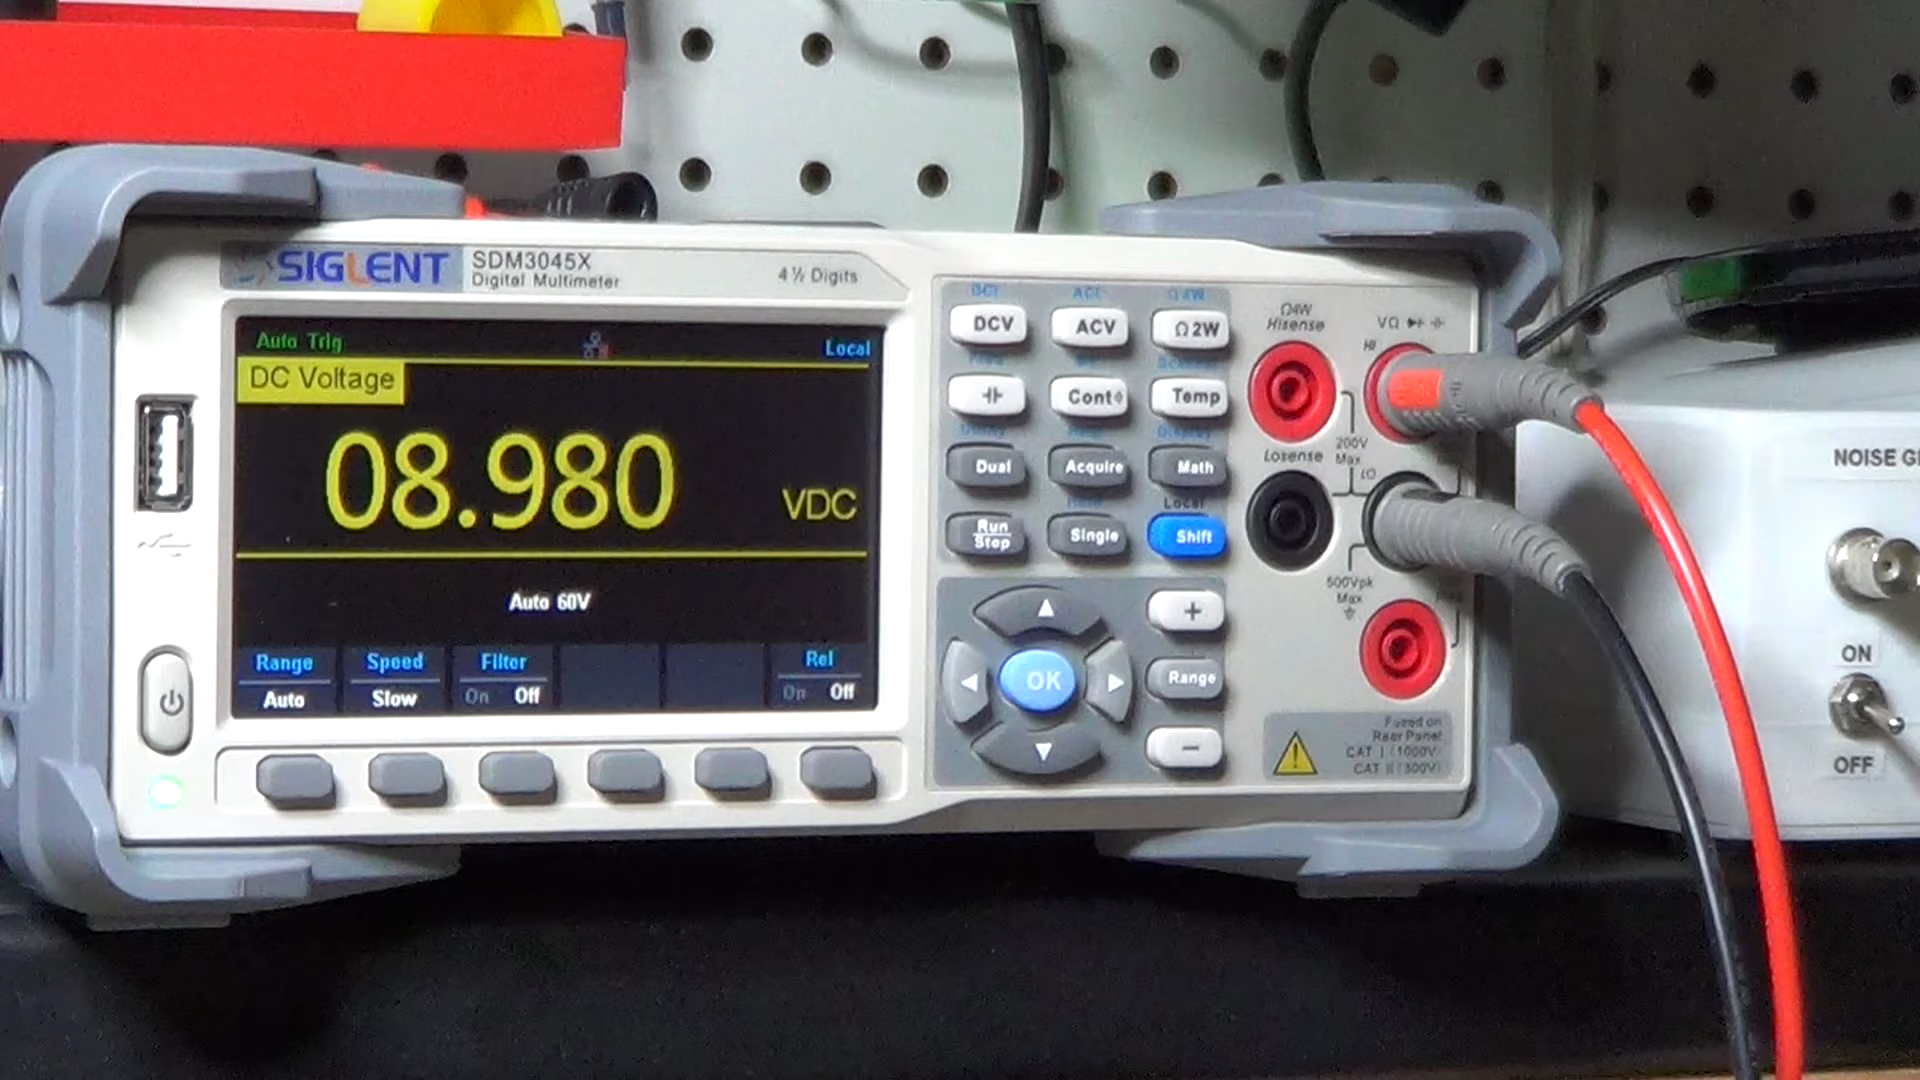 SIGLENT
SDM3045X
Digital Multimeter
4 ½ Digits
Auto Trig
Local
DC Voltage
08.980
VDC
Auto 60V
Range
Speed
Filter
Rel
Auto
Slow
On Off
On Off
DCV
ACV
Ω2W
Cont
Temp
Dual
Acquire
Math
Run
Stop
Single
Local
Shift
OK
+
Range
−
Ω4W
Hisense
VΩ
HI
200V
Max
Losense
LO
500Vpk
Max
Fused on
Rear Panel
CAT I (1000V)
CAT II (300V)
NOISE
ON
OFF